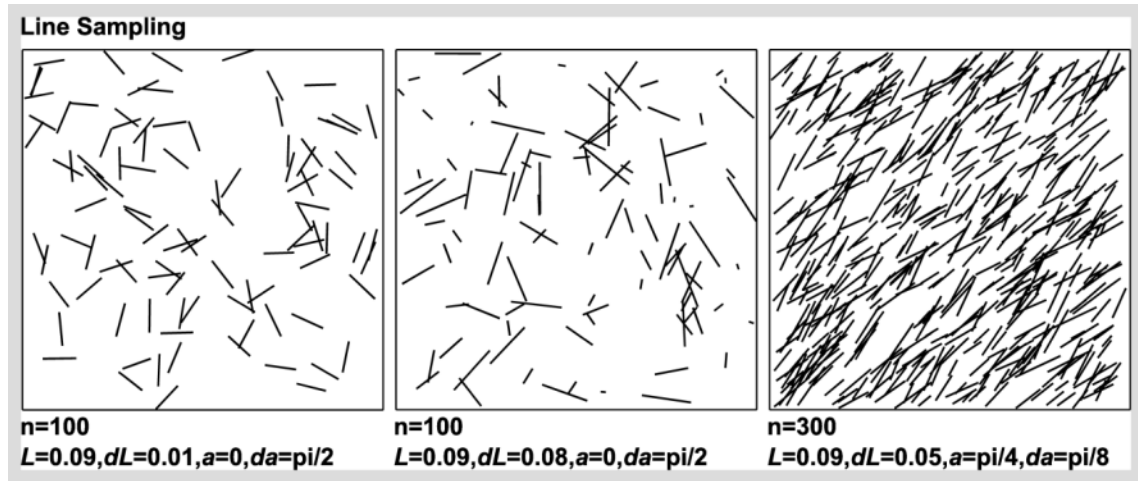 Line Sampling
n=100
L=0.09,dL=0.01,a=0,da=pi/2
n=100
L=0.09,dL=0.08,a=0,da=pi/2
n=300
L=0.09,dL=0.05,a=pi/4,da=pi/8